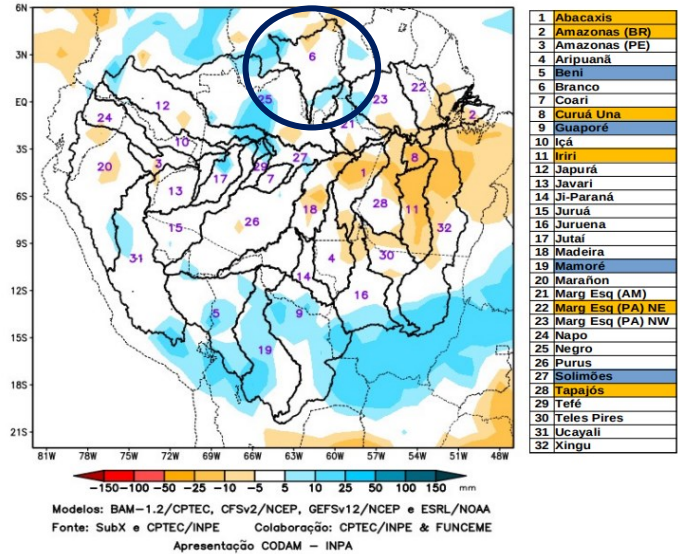 6N
3N
EQ
3S
6S
9S
12S
15S
18S
21S
81W 78W 75W 72W 69W 66W 63W 60W 57W 54W 51W 48W
6
25
12
24
23
22
2
21
10
3
20
13
17
29
7
27
1
8
18
28
11
32
15
26
31
14
4
30
16
5
9
19
-150 -100 -50 -25 -10 -5 5 10 25 50 100 150 mm
Modelos: BAM-1.2/CPTEC, CFSv2/NCEP, GEFSv12/NCEP e ESRL/NOAA
Fonte: SubX e CPTEC/INPE Colaboração: CPTEC/INPE & FUNCEME
Apresentação CODAM - INPA
1 Abacaxis
2 Amazonas (BR)
3 Amazonas (PE)
4 Aripuanã
5 Beni
6 Branco
7 Coari
8 Curuá Una
9 Guaporé
10 Içá
11 Iriri
12 Japurá
13 Javari
14 Ji-Paraná
15 Juruá
16 Juruena
17 Jutaí
18 Madeira
19 Mamoré
20 Marañon
21 Marg Esq (AM)
22 Marg Esq (PA) NE
23 Marg Esq (PA) NW
24 Napo
25 Negro
26 Purus
27 Solimões
28 Tapajós
29 Tefé
30 Teles Pires
31 Ucayali
32 Xingu